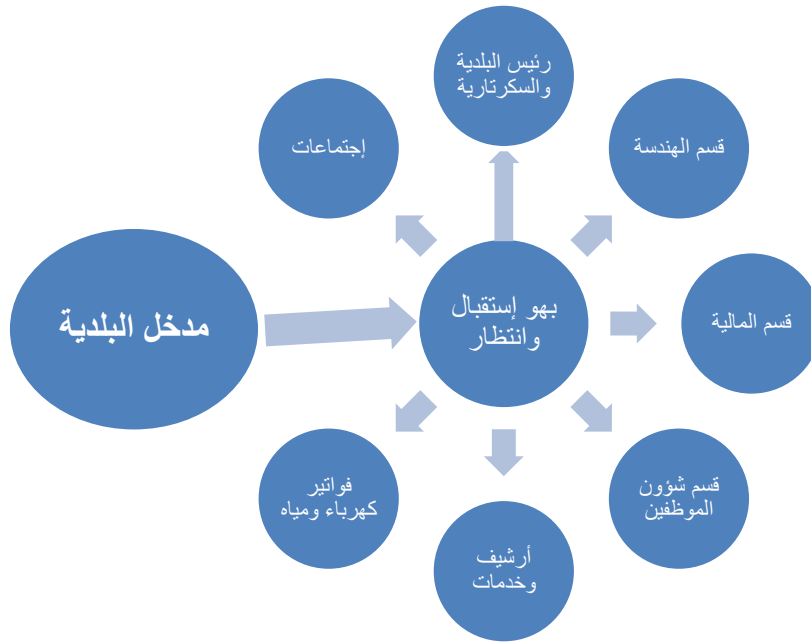 رئيس البلدية
والسكرتارية
قسم الهندسة
إجتماعات
بهو إستقبال
وانتظار
مدخل البلدية
قسم المالية
قسم شؤون
الموظفين
فواتير
كهرباء ومياه
أرشيف
وخدمات